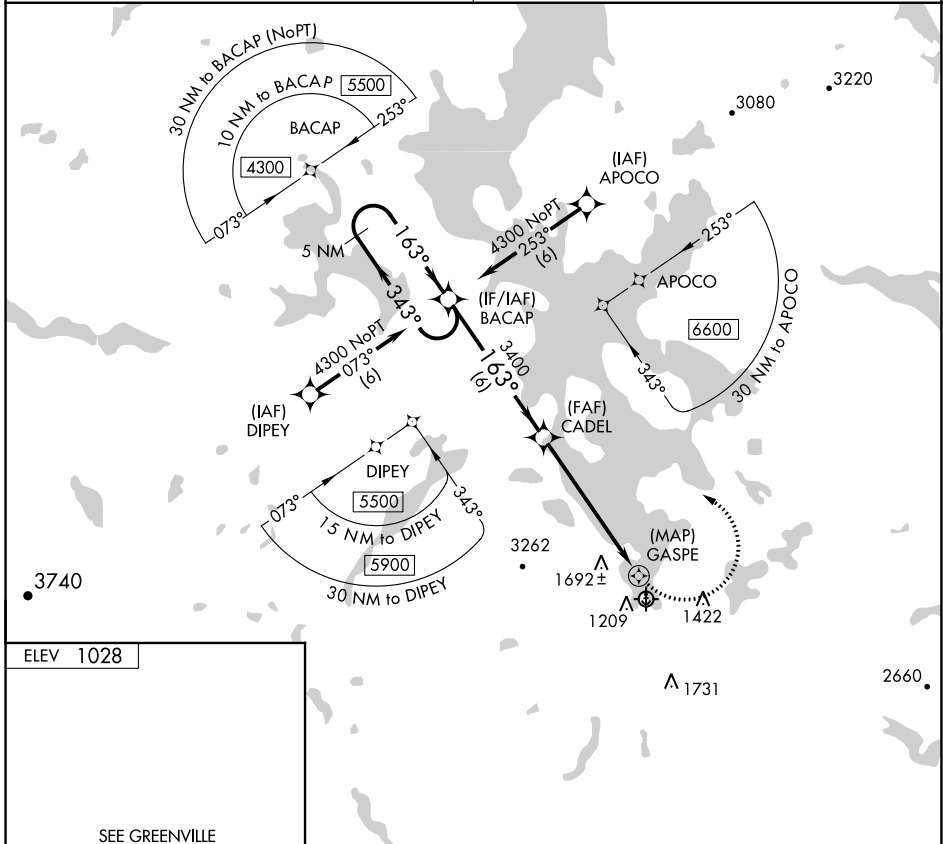 30 NM to BACAP (NoPT)
10 NM to BACAP
5500
253°
BACAP
4300
073°
3220
3080
(IAF)
APOCO
4300 NoPT
253°
(6)
5 NM
163°
343°
(IF/IAF)
BACAP
253°
APOCO
6600
343°
30 NM to APOCO
4300 NoPT
073°
(6)
(IAF)
DIPEY
3400
163°
(6)
(FAF)
CADEL
DIPEY
073°
5500
343°
15 NM to DIPEY
5900
30 NM to DIPEY
(MAP)
GASPE
3262
1692±
3740
1209
1422
1731
2660
ELEV 1028
SEE GREENVILLE